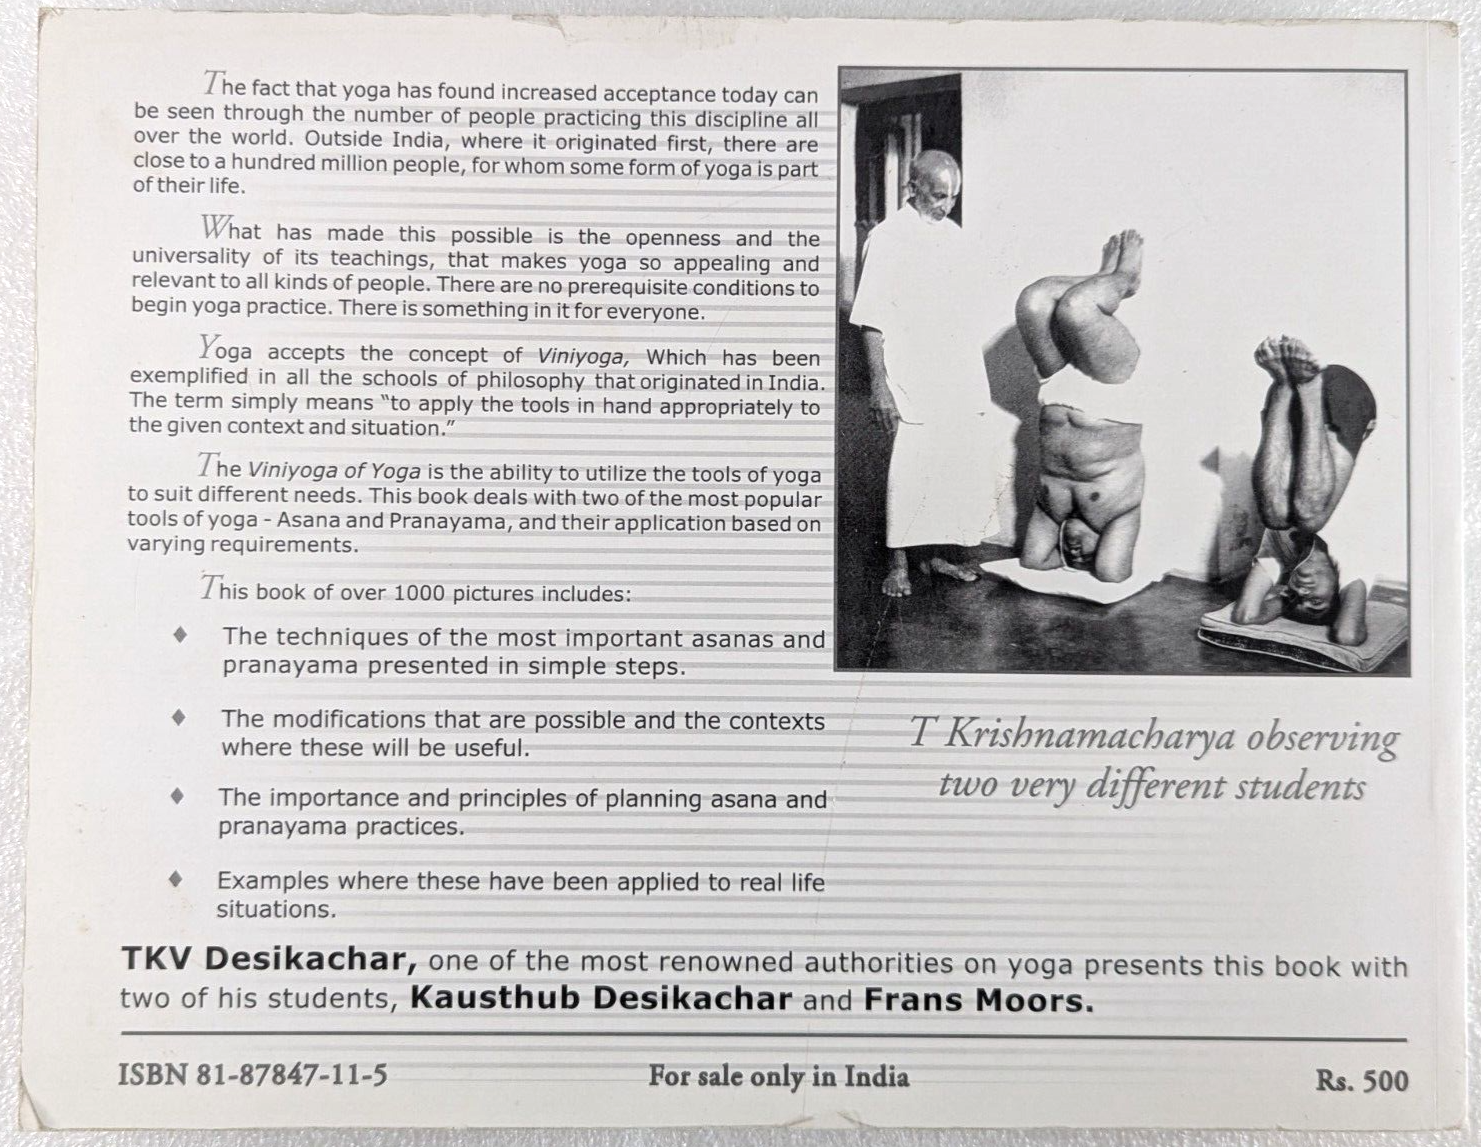 The fact that yoga has found increased acceptance today can
be seen through the number of people practicing this discipline all
over the world. Outside India, where it originated first, there are
close to a hundred million people, for whom some form of yoga is part
of their life.
What has made this possible is the openness and the
universality of its teachings, that makes yoga so appealing and
relevant to all kinds of people. There are no prerequisite conditions to
begin yoga practice. There is something in it for everyone.
Yoga accepts the concept of Viniyoga, Which has been
exemplified in all the schools of philosophy that originated in India.
The term simply means “to apply the tools in hand appropriately to
the given context and situation.”
The Viniyoga of Yoga is the ability to utilize the tools of yoga
to suit different needs. This book deals with two of the most popular
tools of yoga - Asana and Pranayama, and their application based on
varying requirements.
This book of over 1000 pictures includes:
♦ The techniques of the most important asanas and
pranayama presented in simple steps.
♦ The modifications that are possible and the contexts
where these will be useful.
♦ The importance and principles of planning asana and
pranayama practices.
♦ Examples where these have been applied to real life
situations.
T Krishnamacharya observing
two very different students
TKV Desikachar, one of the most renowned authorities on yoga presents this book with
two of his students, Kausthub Desikachar and Frans Moors.
ISBN 81-87847-11-5 For sale only in India Rs. 500